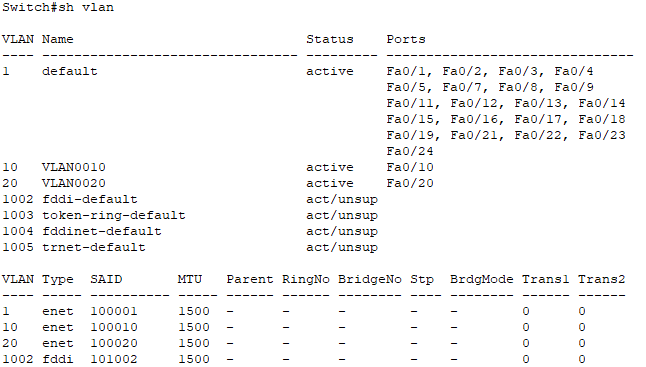 Switch#sh vlan
VLAN Name                             Status    Ports
---- -------------------------------- --------- -------------------------------
1    default                          active    Fa0/1, Fa0/2, Fa0/3, Fa0/4
                                                Fa0/5, Fa0/7, Fa0/8, Fa0/9
                                                Fa0/11, Fa0/12, Fa0/13, Fa0/14
                                                Fa0/15, Fa0/16, Fa0/17, Fa0/18
                                                Fa0/19, Fa0/21, Fa0/22, Fa0/23
                                                Fa0/24
10   VLAN0010                         active    Fa0/10
20   VLAN0020                         active    Fa0/20
1002 fddi-default                     act/unsup
1003 token-ring-default               act/unsup
1004 fddinet-default                  act/unsup
1005 trnet-default                    act/unsup
VLAN Type  SAID       MTU   Parent RingNo BridgeNo Stp  BrdgMode Trans1 Trans2
---- ----- ---------- ----- ------ ------ -------- ---- -------- ------ ------
1    enet  100001     1500  -      -      -        -    -        0      0
10   enet  100010     1500  -      -      -        -    -        0      0
20   enet  100020     1500  -      -      -        -    -        0      0
1002 fddi  101002     1500  -      -      -        -    -        0      0